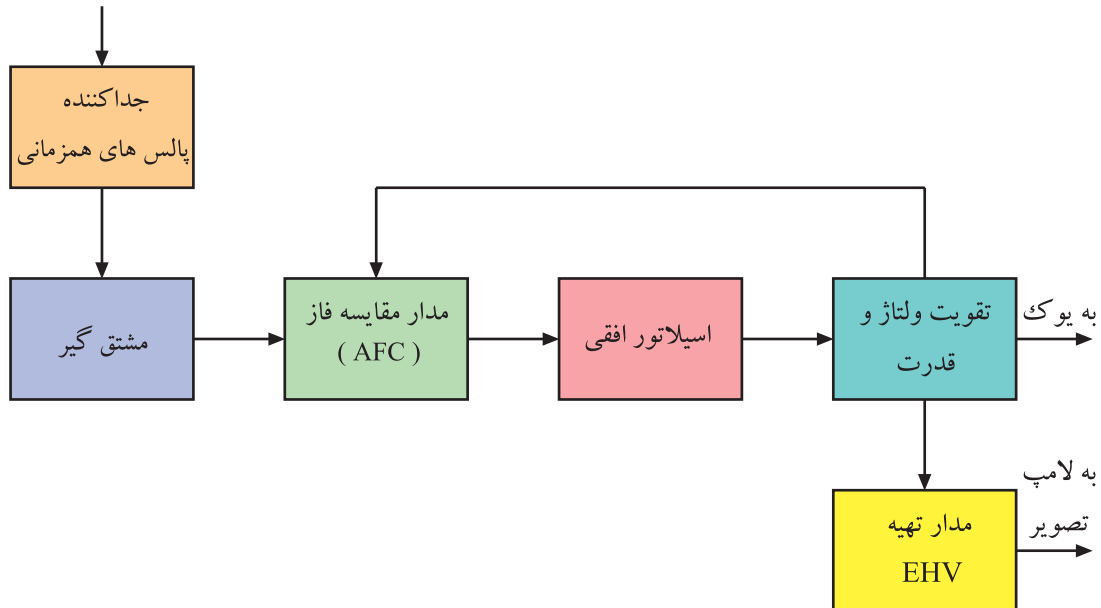 جداکننده
پالس های همزمانی
مشتق گیر
مدار مقایسه فاز
( AFC )
اسیلاتور افقی
تقویت ولتاژ و
قدرت
به یوک
به لامپ
تصویر
مدار تهیه
EHV